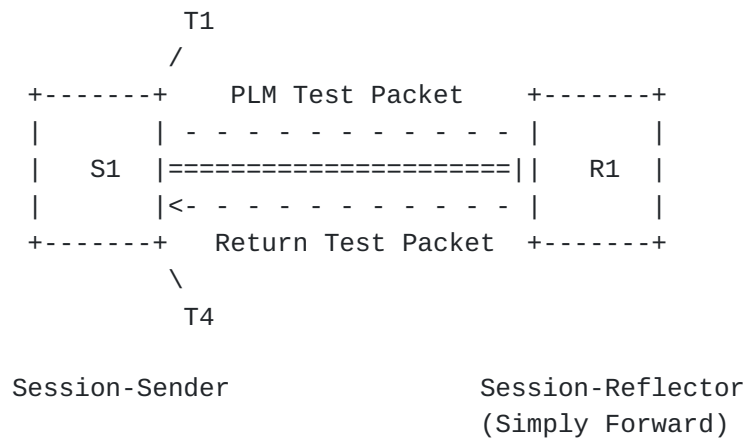 T1
PLM Test Packet
S1 R1
Return Test Packet
T4
Session-Sender Session-Reflector
(Simply Forward)